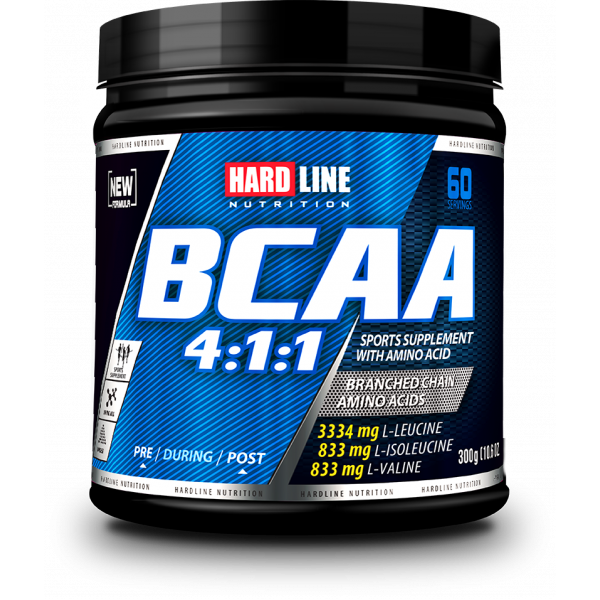 HARDLINE NUTRITION
HARDLINE NUTRITION
NEW
FORMULA
HARD LINE
NUTRITION
60
SERVINGS
BCAA
4:1:1
SPORTS SUPPLEMENT
WITH AMINO ACID
BRANCHED CHAIN
AMINO ACIDS
3334 mg L-LEUCINE
833 mg L-ISOLEUCINE
833 mg L-VALINE
300g (10.6 OZ
SPORTS
SUPPLEMENT
PRE / DURING / POST
HARDLINE NUTRITION
HARDLINE NUTRITION